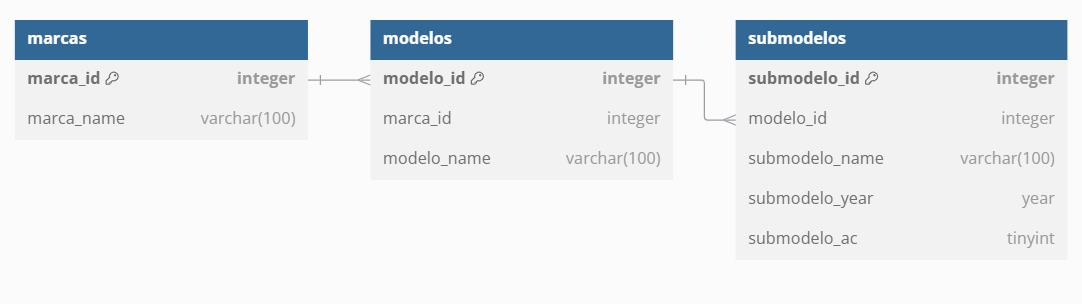 marcas
marca_id integer
marca_name varchar(100)
modelos
modelo_id integer
marca_id integer
modelo_name varchar(100)
submodelos
submodelo_id integer
modelo_id integer
submodelo_name varchar(100)
submodelo_year year
submodelo_ac tinyint